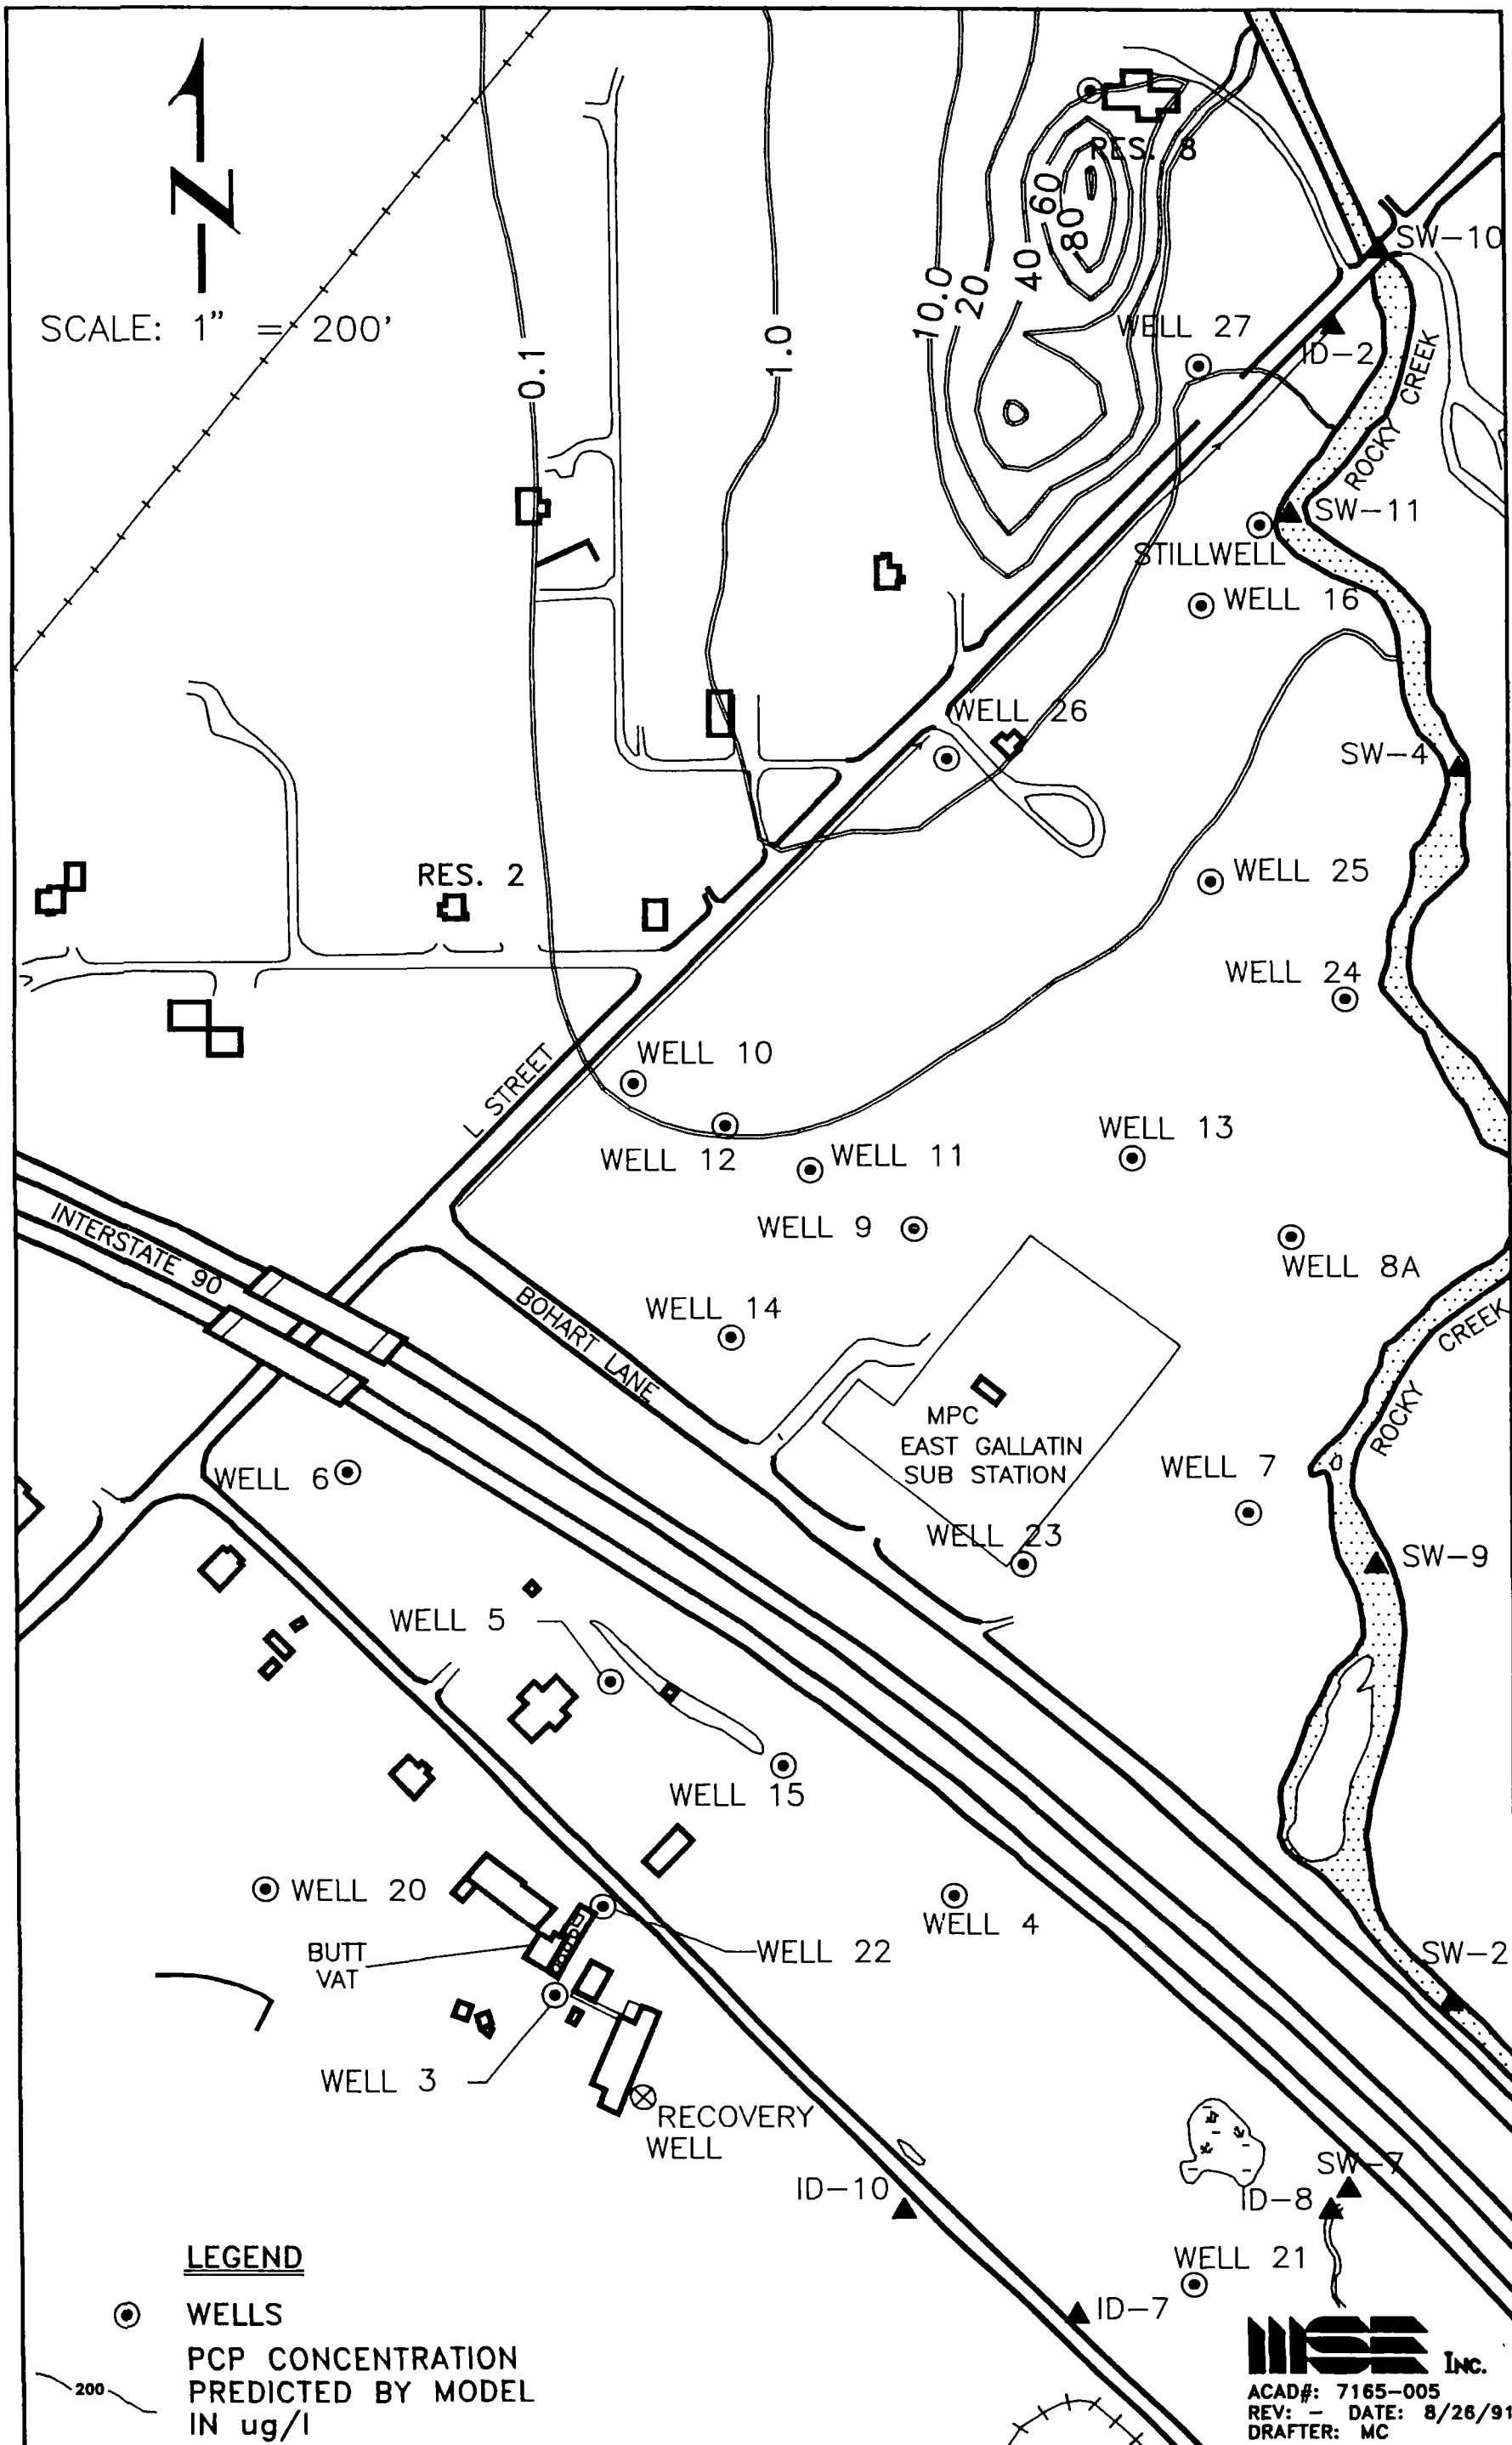 RES. 8
60
80
SW-10
N
40
10.0
20
SCALE: 1" = 200'
WELL 27
ID-2
1.0
0.1
ROCKY CREEK
SW-11
STILLWELL
WELL 16
WELL 26
SW-4
RES. 2
WELL 25
WELL 24
WELL 10
L STREET
WELL 13
WELL 12
WELL 11
WELL 9
INTERSTATE 90
WELL 8A
WELL 14
BOHART LANE
ROCKY CREEK
MPC
EAST GALLATIN
SUB STATION
WELL 7
WELL 6
WELL 23
SW-9
WELL 5
WELL 15
WELL 20
WELL 4
BUTT
VAT
WELL 22
SW-2
WELL 3
RECOVERY
WELL
SW-7
ID-10
ID-8
WELL 21
ID-7
LEGEND
WELLS
200
PCP CONCENTRATION
PREDICTED BY MODEL
IN ug/l
MSE INC.
ACAD#: 7165-005
REV: - DATE: 8/26/91
DRAFTER: MC